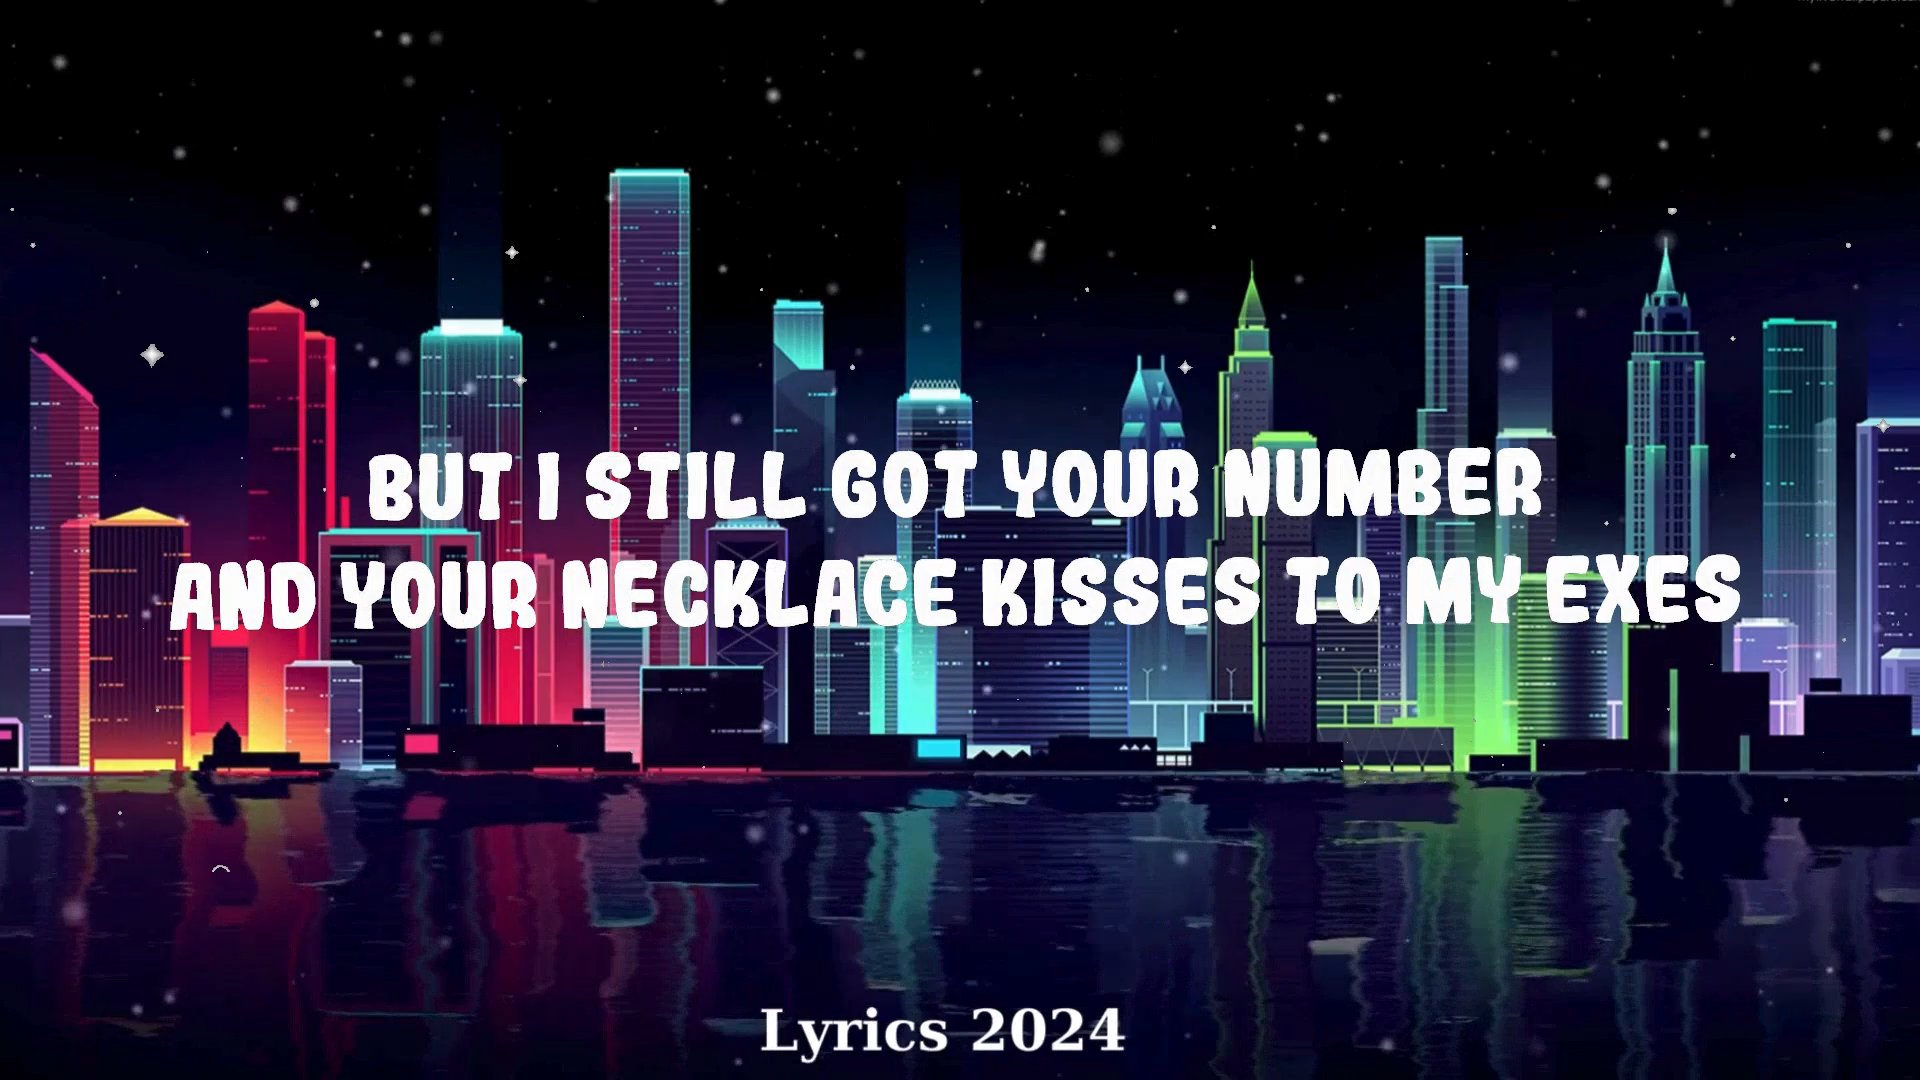 BUT I STILL GOT YOUR NUMBER
AND YOUR NECKLACE KISSES TO MY EXES
Lyrics 2024